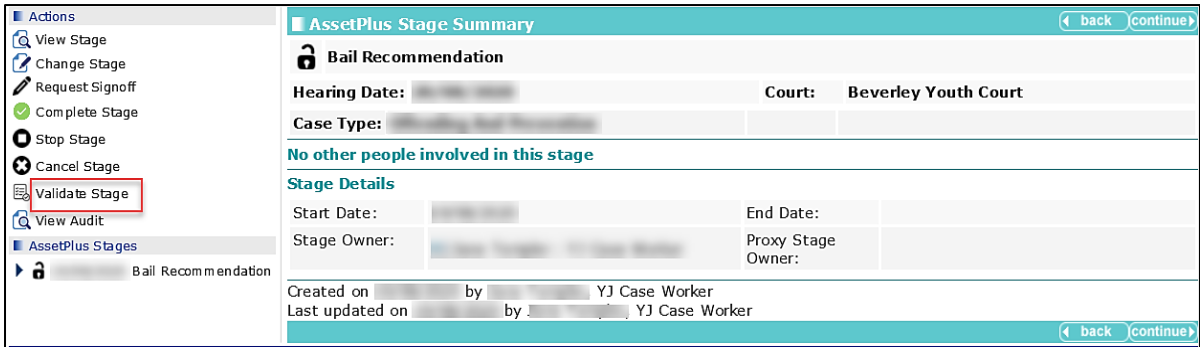 Actions
View Stage
Change Stage
Request Signoff
Complete Stage
Stop Stage
Cancel Stage
Validate Stage
View Audit
AssetPlus Stages
Bail Recommendation
AssetPlus Stage Summary
back continue
Bail Recommendation
Hearing Date: Court: Beverley Youth Court
Case Type:
No other people involved in this stage
Stage Details
Start Date: End Date:
Stage Owner: Proxy Stage
Owner:
Created on by , YJ Case Worker
Last updated on by J , YJ Case Worker
back continue